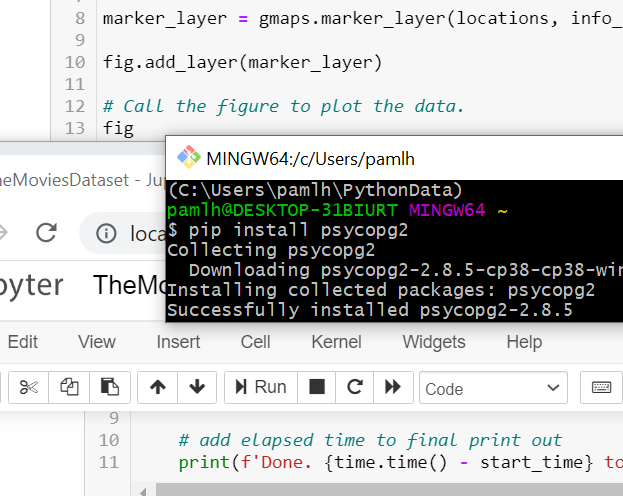 8 marker_layer = gmaps.marker_layer(locations, info_
9
10 fig.add_layer(marker_layer)
11
12 # Call the figure to plot the data.
13 fig
MINGW64:/c/Users/pamlh
(C:\Users\pamlh\PythonData)
pamlh@DESKTOP-31BIURT MINGW64 ~
$ pip install psycopg2
Collecting psycopg2
Downloading psycopg2-2.8.5-cp38-cp38-win
Installing collected packages: psycopg2
Successfully installed psycopg2-2.8.5
eMoviesDataset - Ju
loca
pyter TheMo
Edit View Insert Cell Kernel Widgets Help
Run Code
9
10 # add elapsed time to final print out
11 print(f'Done. {time.time() - start_time} to